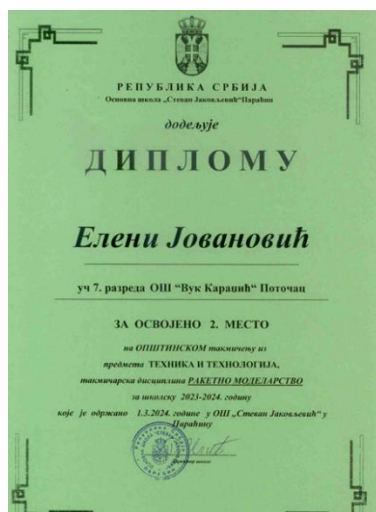 РЕПУБЛИКА СРБИЈА
Основна школа „Стеван Јаковљевић“Параћин
додељује
ДИПЛОМУ
Елени Јовановић
уч 7. разреда ОШ “Вук Караџић“ Поточац
ЗА ОСВОЈЕНО 2. МЕСТО
на ОПШТИНСКОМ такмичењу из
предмета ТЕХНИКА И ТЕХНОЛОГИЈА,
такмичарска дисциплина РАКЕТНО МОДЕЛАРСТВО
за школску 2023-2024. годину
које је одржано 1.3.2024. године у ОШ „Стеван Јаковљевић“ у
Параћину
Директор школе